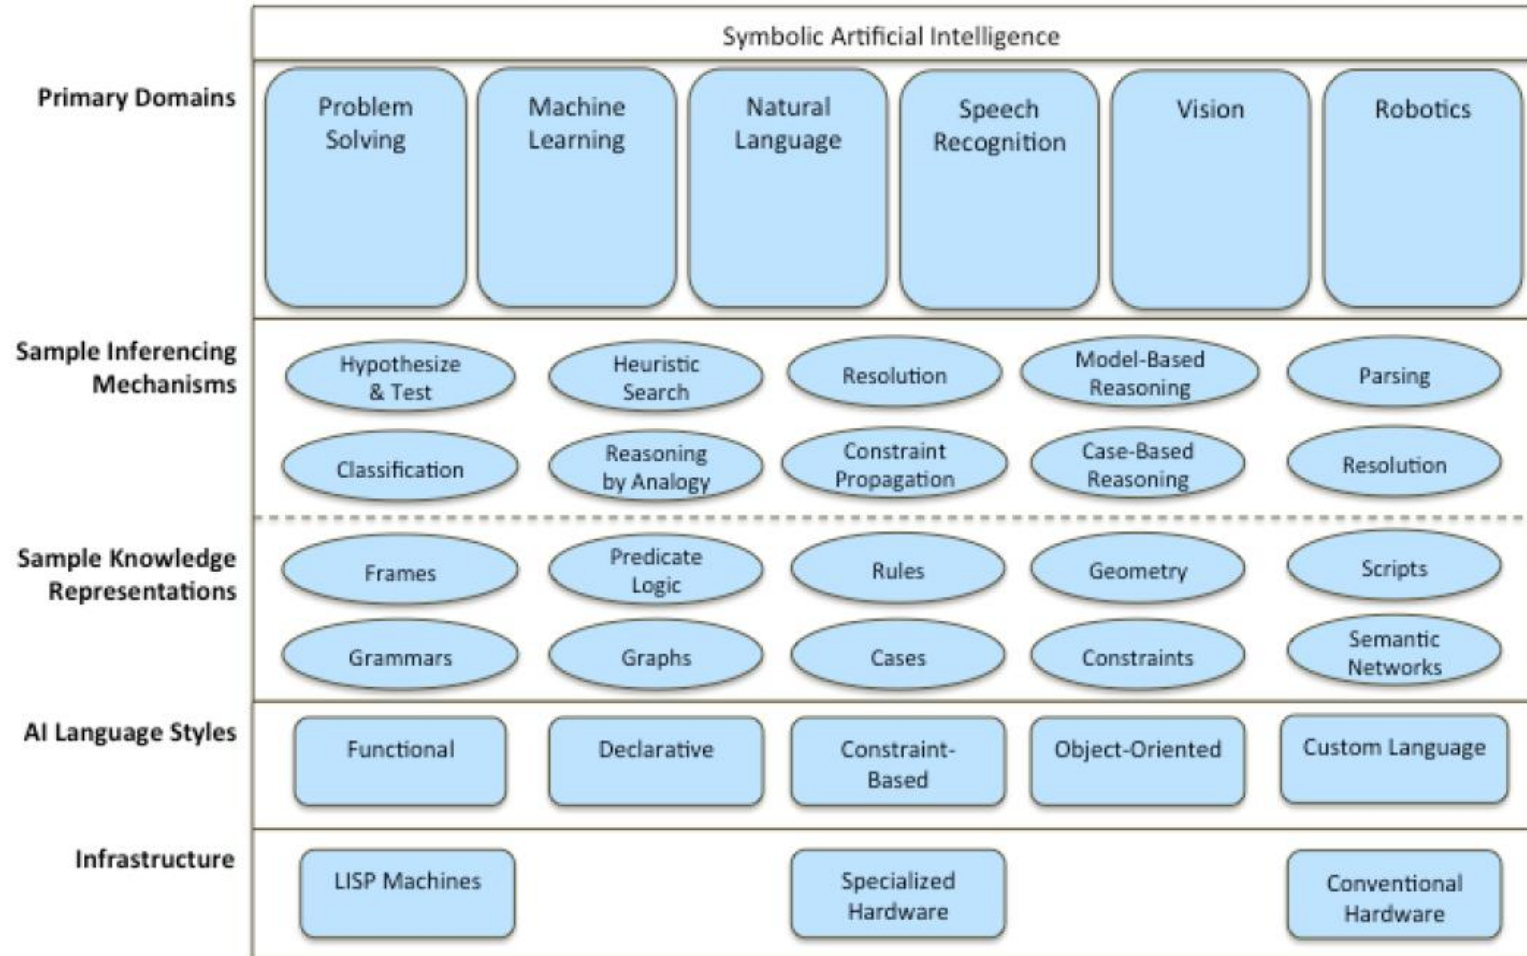 Symbolic Artificial Intelligence
Primary Domains
Problem
Solving
Machine
Learning
Natural
Language
Speech
Recognition
Vision
Robotics
Sample Inferencing
Mechanisms
Hypothesize
& Test
Heuristic
Search
Resolution
Model-Based
Reasoning
Parsing
Classification
Reasoning
by Analogy
Constraint
Propagation
Case-Based
Reasoning
Resolution
Sample Knowledge
Representations
Frames
Predicate
Logic
Rules
Geometry
Scripts
Grammars
Graphs
Cases
Constraints
Semantic
Networks
AI Language Styles
Functional
Declarative
Constraint-
Based
Object-Oriented
Custom Language
Infrastructure
LISP Machines
Specialized
Hardware
Conventional
Hardware